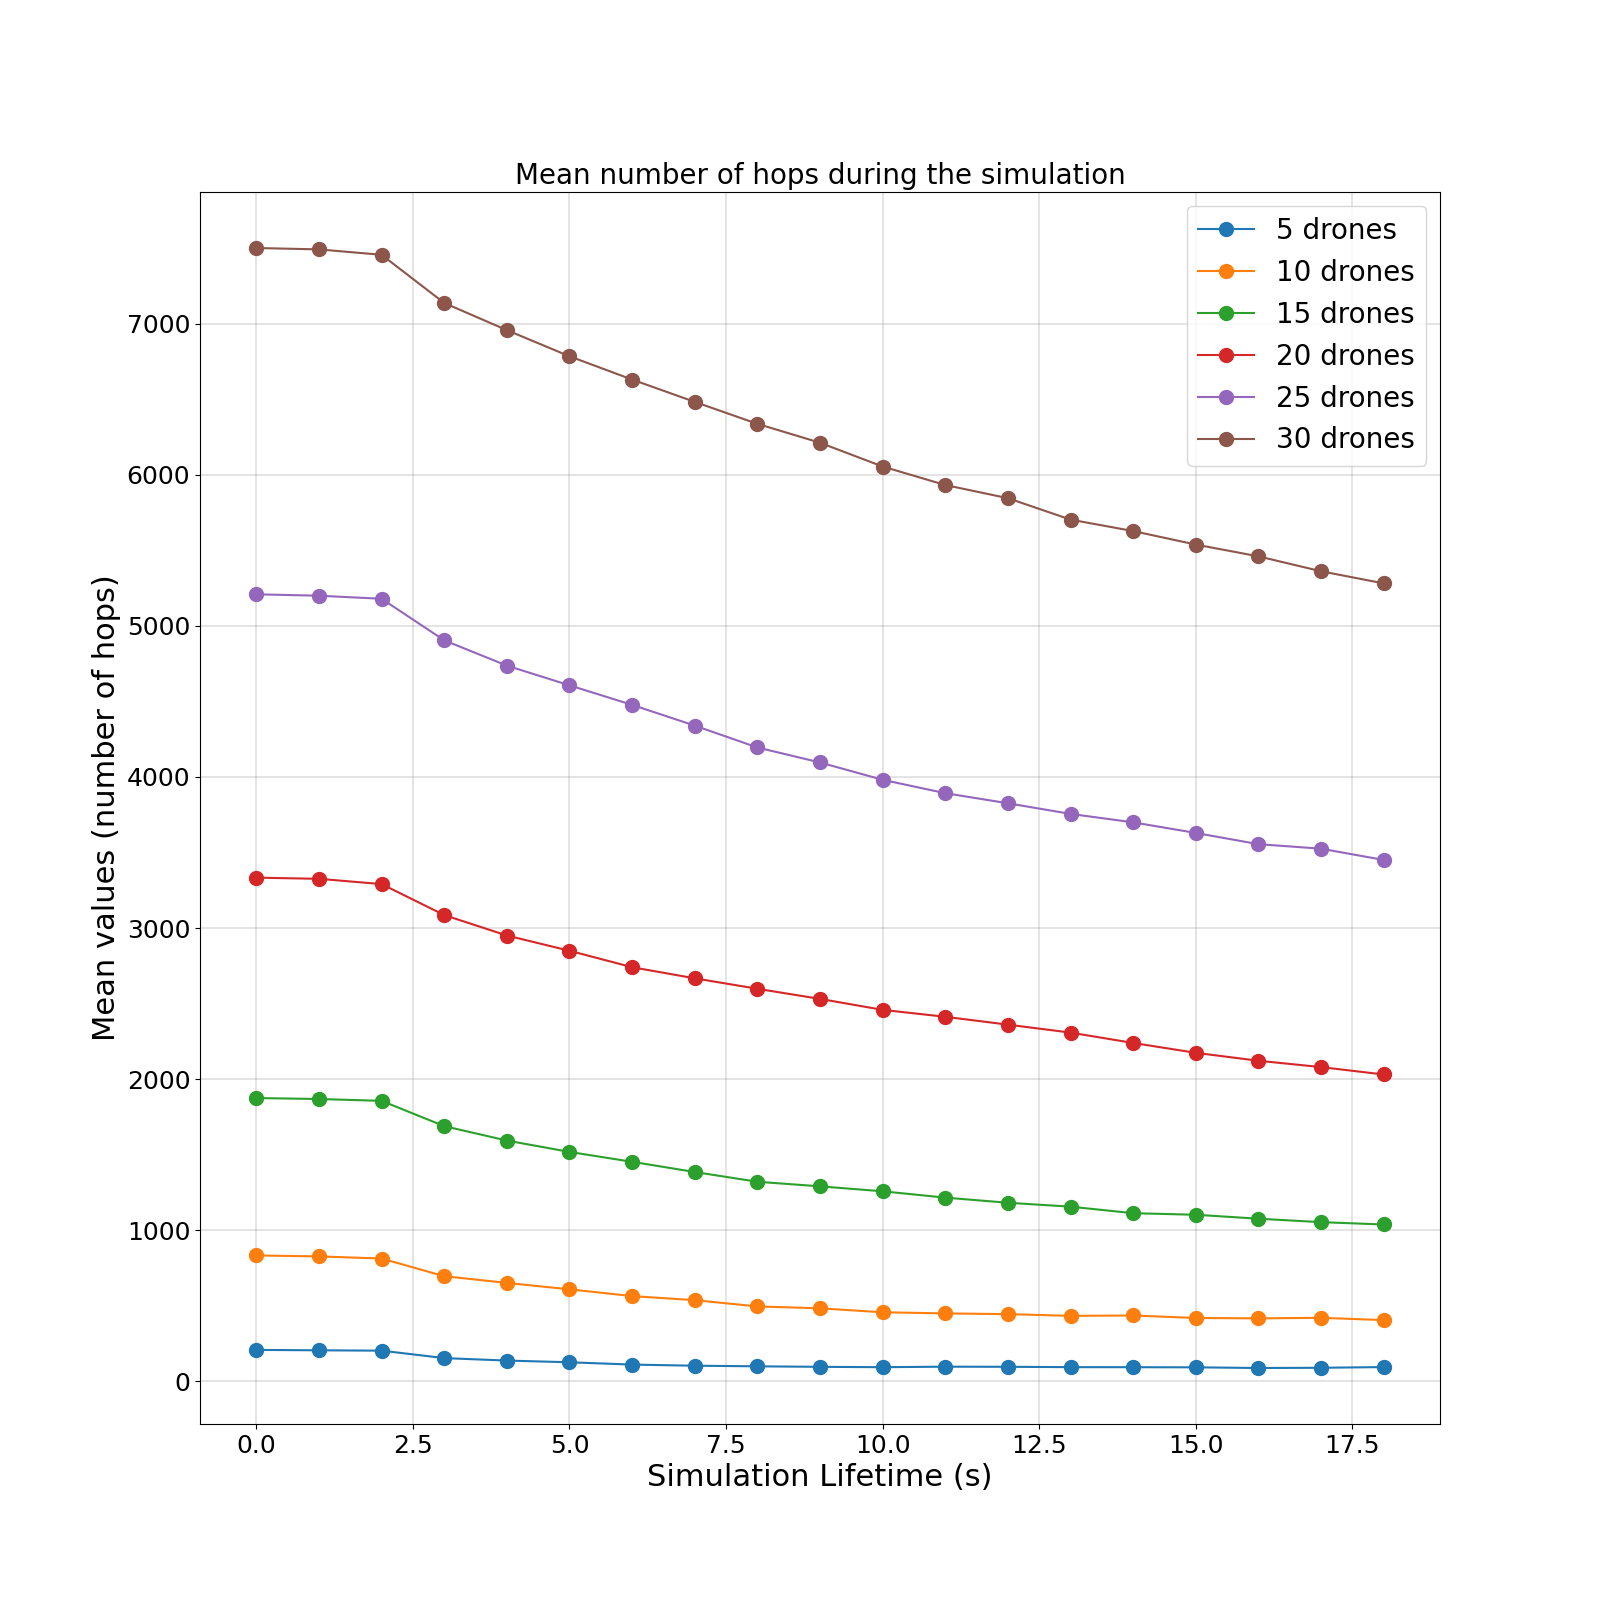 Mean number of hops during the simulation
5 drones
10 drones
15 drones
20 drones
25 drones
30 drones
Mean values (number of hops)
7000
6000
5000
4000
3000
2000
1000
0
0.0 2.5 5.0 7.5 10.0 12.5 15.0 17.5
Simulation Lifetime (s)